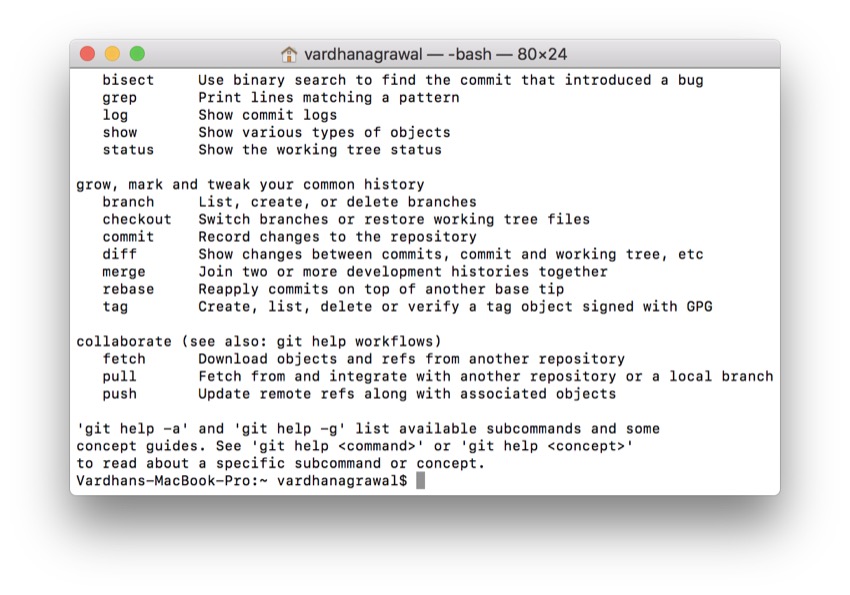 vardhanagrawal — -bash — 80×24
bisect Use binary search to find the commit that introduced a bug
grep Print lines matching a pattern
log Show commit logs
show Show various types of objects
status Show the working tree status
grow, mark and tweak your common history
branch List, create, or delete branches
checkout Switch branches or restore working tree files
commit Record changes to the repository
diff Show changes between commits, commit and working tree, etc
merge Join two or more development histories together
rebase Reapply commits on top of another base tip
tag Create, list, delete or verify a tag object signed with GPG
collaborate (see also: git help workflows)
fetch Download objects and refs from another repository
pull Fetch from and integrate with another repository or a local branch
push Update remote refs along with associated objects
'git help -a' and 'git help -g' list available subcommands and some
concept guides. See 'git help <command>' or 'git help <concept>'
to read about a specific subcommand or concept.
Vardhans-MacBook-Pro:~ vardhanagrawal$